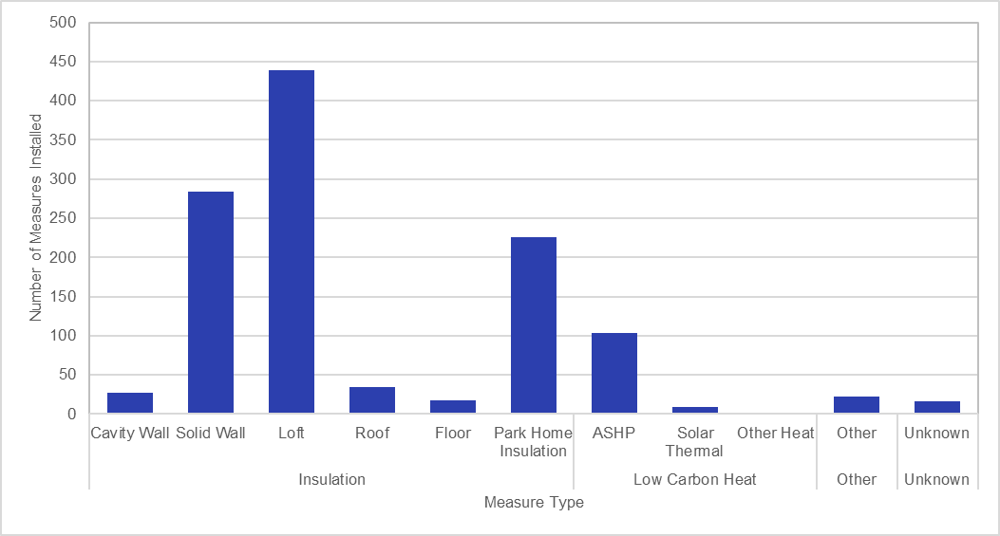 500
450
400
350
300
250
200
150
100
50
0
Number of Measures Installed
Cavity Wall Solid Wall Loft Roof Floor Park Home Insulation ASHP Solar Thermal Other Heat Other Unknown
Insulation Low Carbon Heat Other Unknown
Measure Type